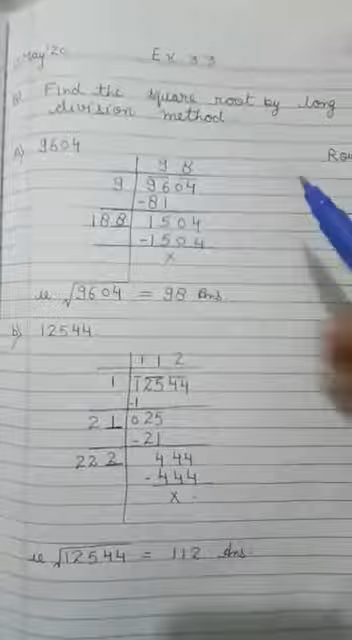 May'20 Ex 3.3
Find the square root by long
division method
a) 9604
Rou
9 8
9 9604
-81
188 1504
-1504
x
ie √9604 = 98 Ans
b) 12544
1 1 2
1 12544
-1
21 025
-21
222 444
-444
x
ie √12544 = 112 Ans